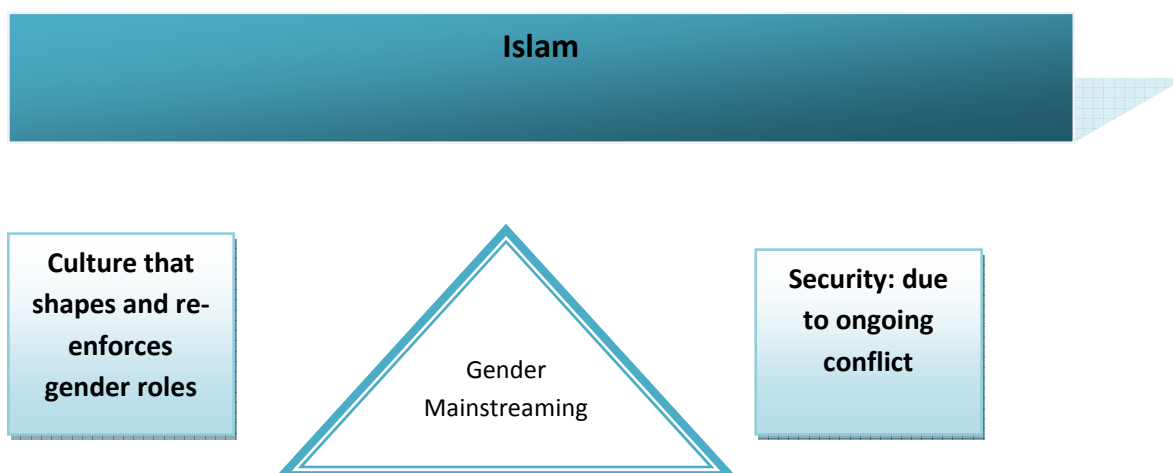 Islam
Culture that
shapes and re-
enforces
gender roles
Gender
Mainstreaming
Security: due
to ongoing
conflict